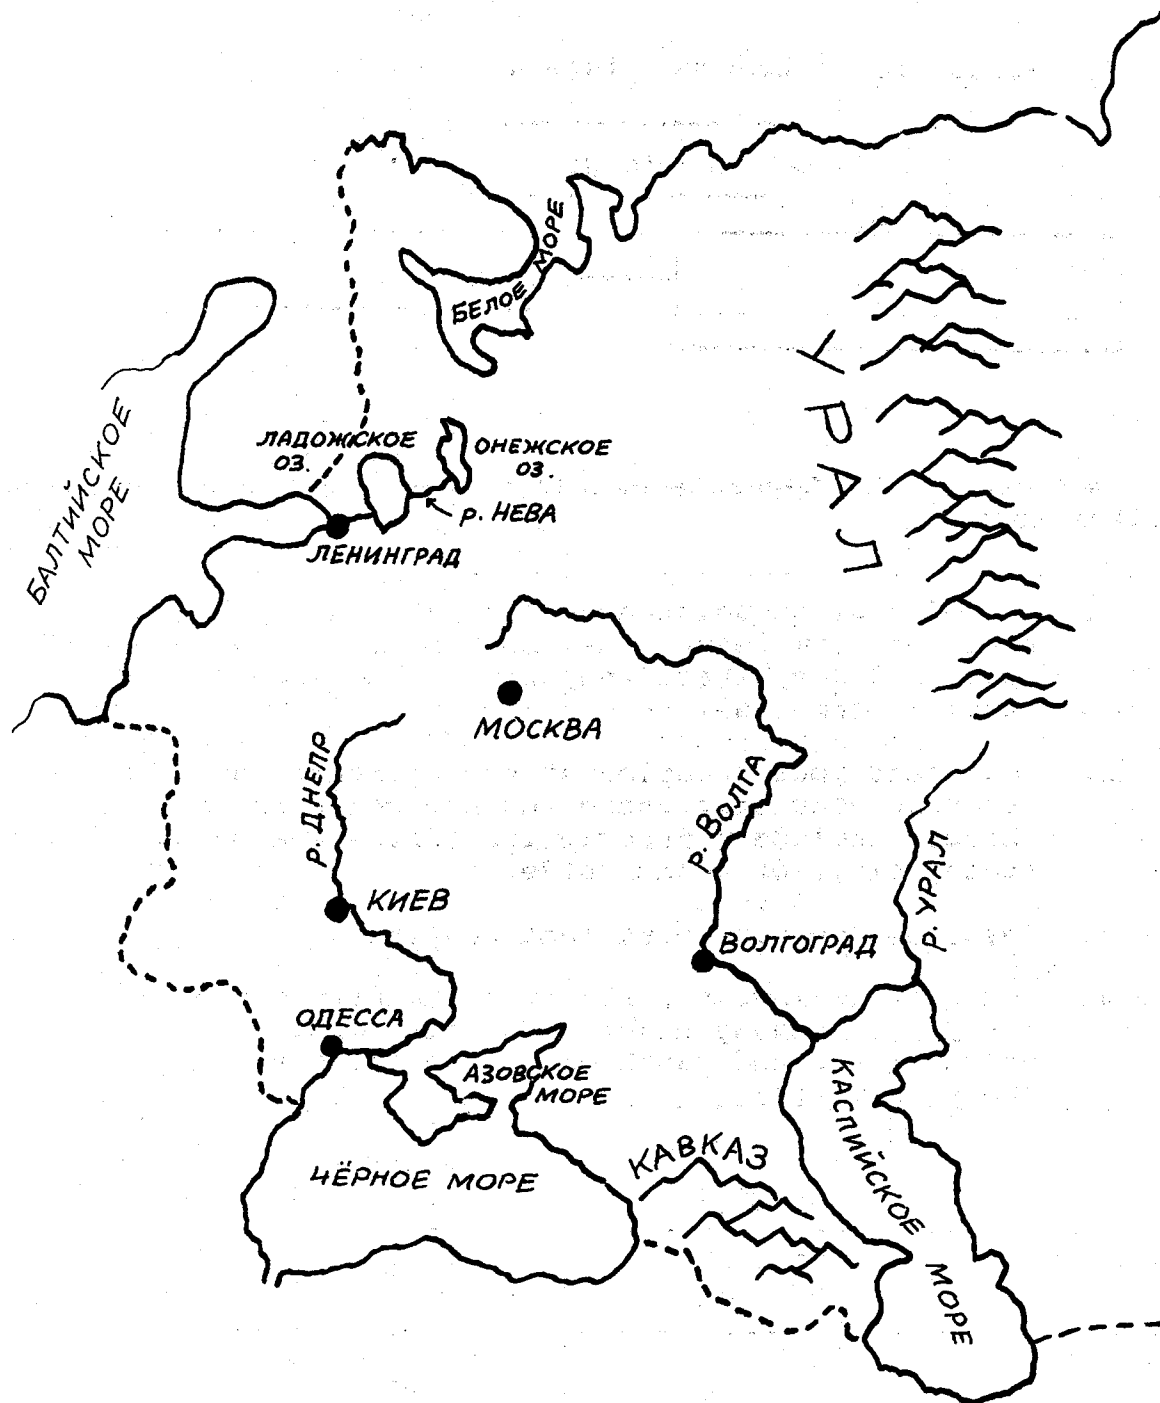 БЕЛОЕ МОРЕ
УРАЛ
БАЛТИЙСКОЕ
МОРЕ
ЛАДОЖСКОЕ
ОЗ.
ОНЕЖСКОЕ
ОЗ.
р. НЕВА
ЛЕНИНГРАД
МОСКВА
р. ДНЕПР
р. ВОЛГА
р. УРАЛ
КИЕВ
ВОЛГОГРАД
ОДЕССА
АЗОВСКОЕ
МОРЕ
КАСПИЙСКОЕ МОРЕ
КАВКАЗ
ЧЁРНОЕ МОРЕ